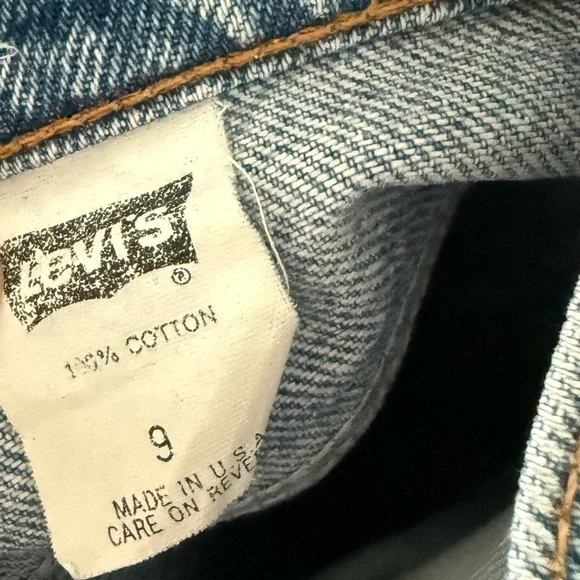 Levi's
®
100% COTTON
9
MADE IN U.S.A
CARE ON REVE